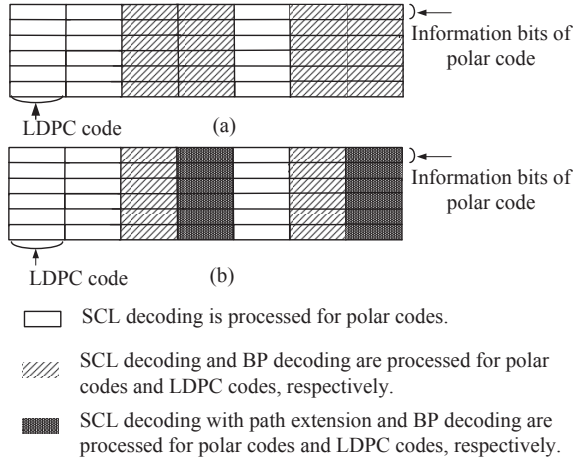 Information bits of
polar code
LDPC code
(a)
Information bits of
polar code
LDPC code
(b)
SCL decoding is processed for polar codes.
SCL decoding and BP decoding are processed for polar
codes and LDPC codes, respectively.
SCL decoding with path extension and BP decoding are
processed for polar codes and LDPC codes, respectively.